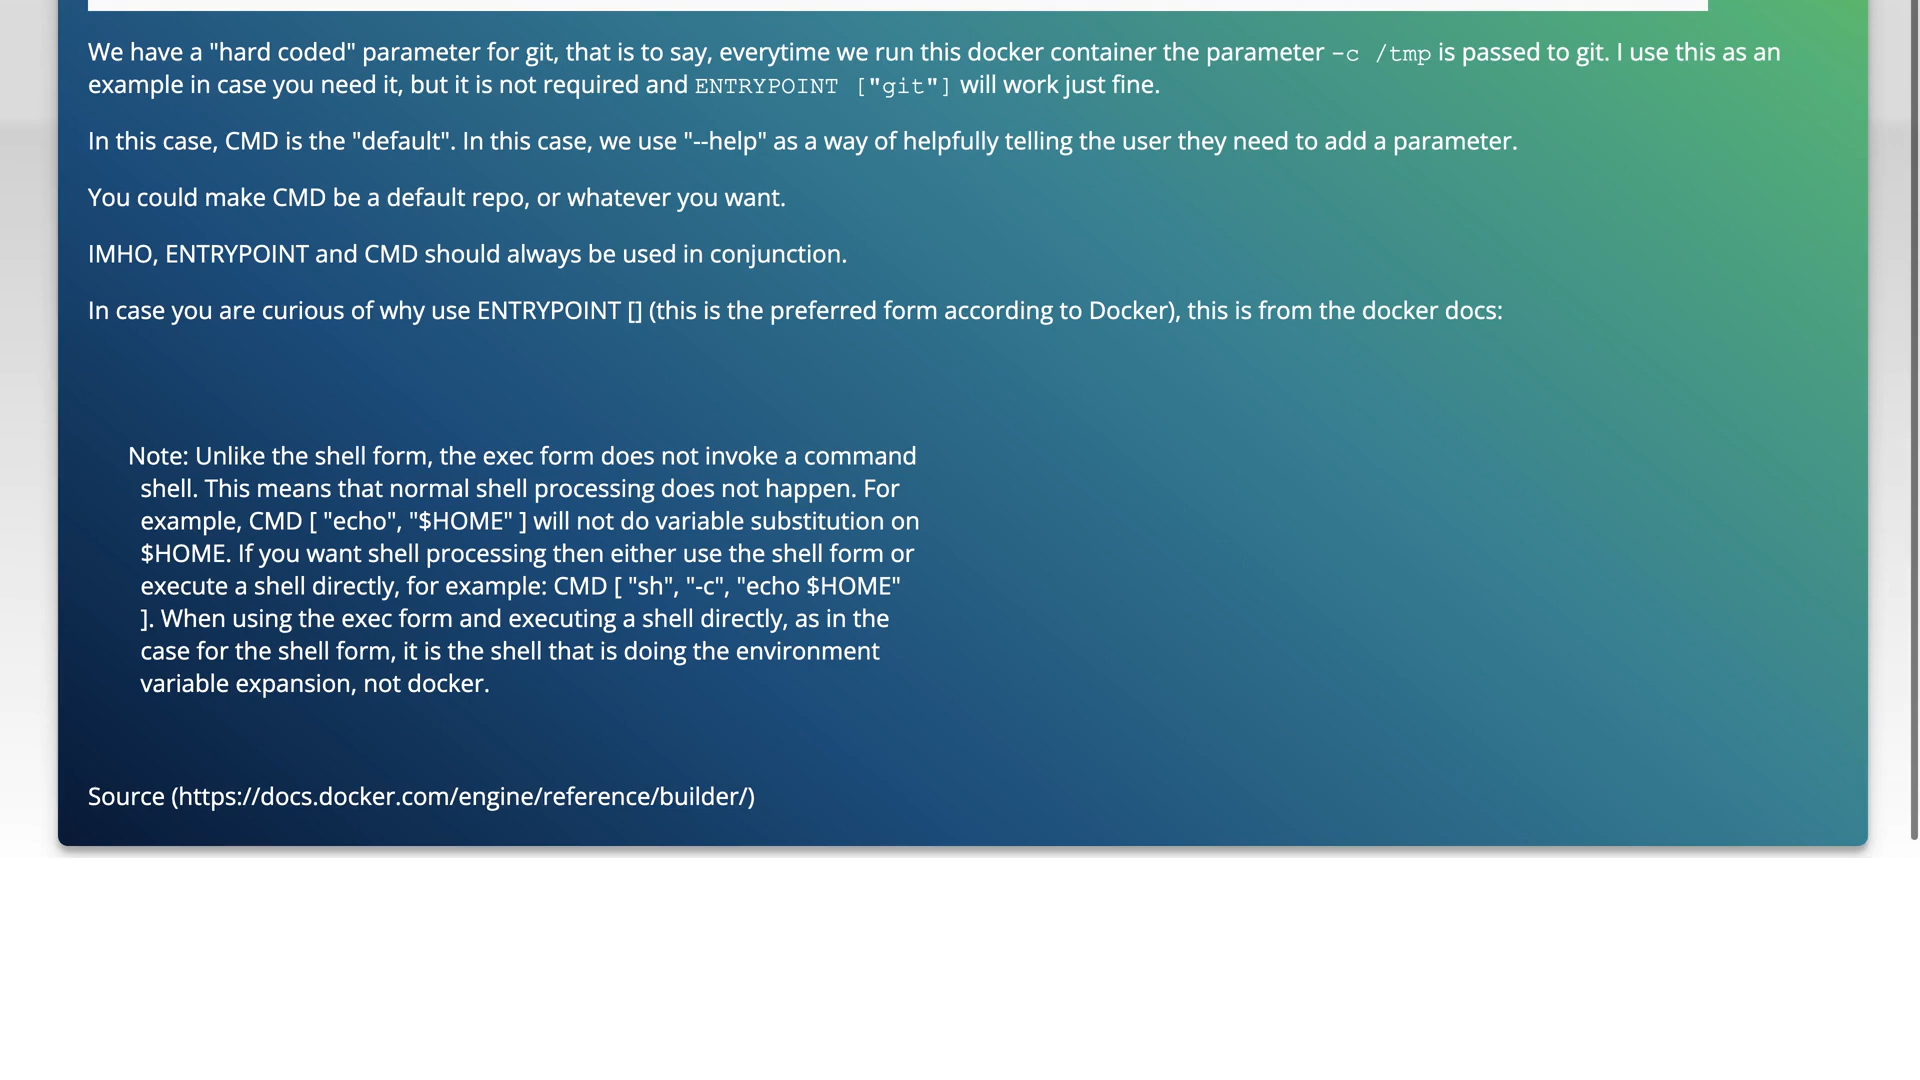 We have a "hard coded" parameter for git, that is to say, everytime we run this docker container the parameter -c /tmp is passed to git. I use this as an
example in case you need it, but it is not required and ENTRYPOINT ["git"] will work just fine.
In this case, CMD is the "default". In this case, we use "--help" as a way of helpfully telling the user they need to add a parameter.
You could make CMD be a default repo, or whatever you want.
IMHO, ENTRYPOINT and CMD should always be used in conjunction.
In case you are curious of why use ENTRYPOINT [] (this is the preferred form according to Docker), this is from the docker docs:
Note: Unlike the shell form, the exec form does not invoke a command
shell. This means that normal shell processing does not happen. For
example, CMD [ "echo", "$HOME" ] will not do variable substitution on
$HOME. If you want shell processing then either use the shell form or
execute a shell directly, for example: CMD [ "sh", "-c", "echo $HOME"
]. When using the exec form and executing a shell directly, as in the
case for the shell form, it is the shell that is doing the environment
variable expansion, not docker.
Source (https://docs.docker.com/engine/reference/builder/)